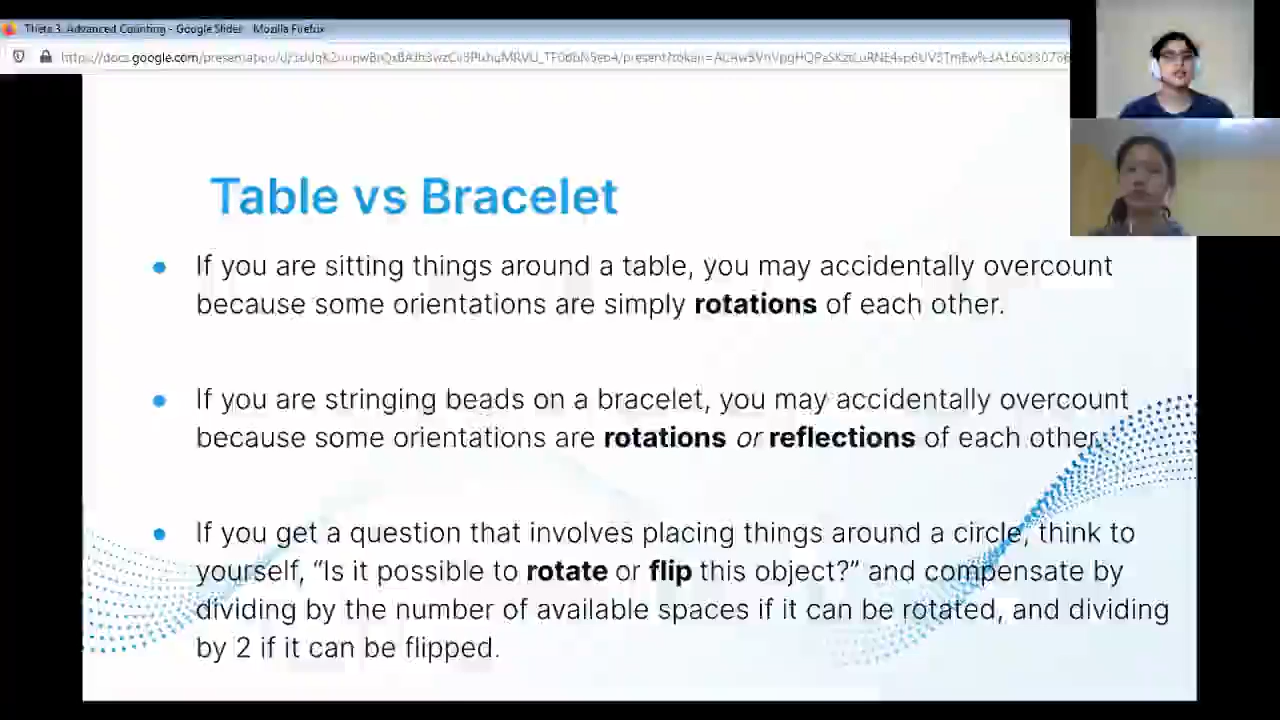 Theta 3. Advanced Counting - Google Slides - Mozilla Firefox
Table vs Bracelet
If you are sitting things around a table, you may accidentally overcount
because some orientations are simply rotations of each other.
If you are stringing beads on a bracelet, you may accidentally overcount
because some orientations are rotations or reflections of each other.
If you get a question that involves placing things around a circle, think to
yourself, “Is it possible to rotate or flip this object?” and compensate by
dividing by the number of available spaces if it can be rotated, and dividing
by 2 if it can be flipped.